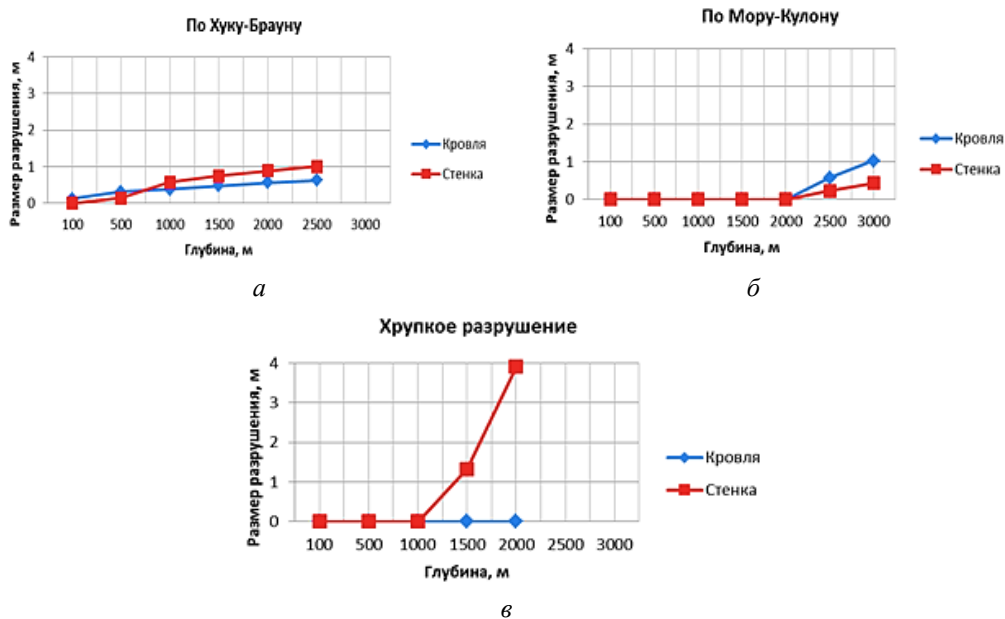 По Хуку-Брауну
Размер разрушения, м
4
3
2
1
0
100 500 1000 1500 2000 2500 3000
Глубина, м
Кровля
Стенка
а
По Мору-Кулону
Размер разрушения, м
4
3
2
1
0
100 500 1000 1500 2000 2500 3000
Глубина, м
Кровля
Стенка
б
Хрупкое разрушение
Размер разрушения, м
4
3
2
1
0
100 500 1000 1500 2000 2500 3000
Глубина, м
Кровля
Стенка
в